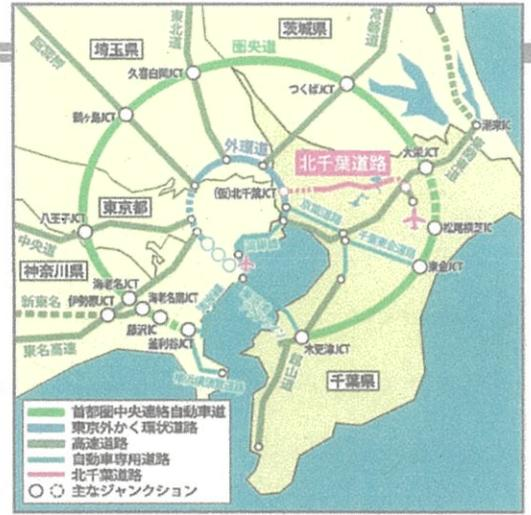 埼玉県
東北道
茨城県
常磐道
関越道
圏央道
久喜白岡JCT
つくばJCT
鶴ヶ島JCT
外環道
北千葉道路
大栄JCT
潮来IC
(仮)北千葉JCT
東京都
京葉道路
八王子JCT
中央道
千葉東金道路
松尾横芝IC
東金JCT
神奈川県
海老名JCT
新東名
伊勢原JCT
海老名南JCT
藤沢IC
東名高速
釜利谷JCT
木更津JCT
館山道
横浜横須賀道路
千葉県
首都圏中央連絡自動車道
東京外かく環状道路
高速道路
自動車専用道路
北千葉道路
主なジャンクション